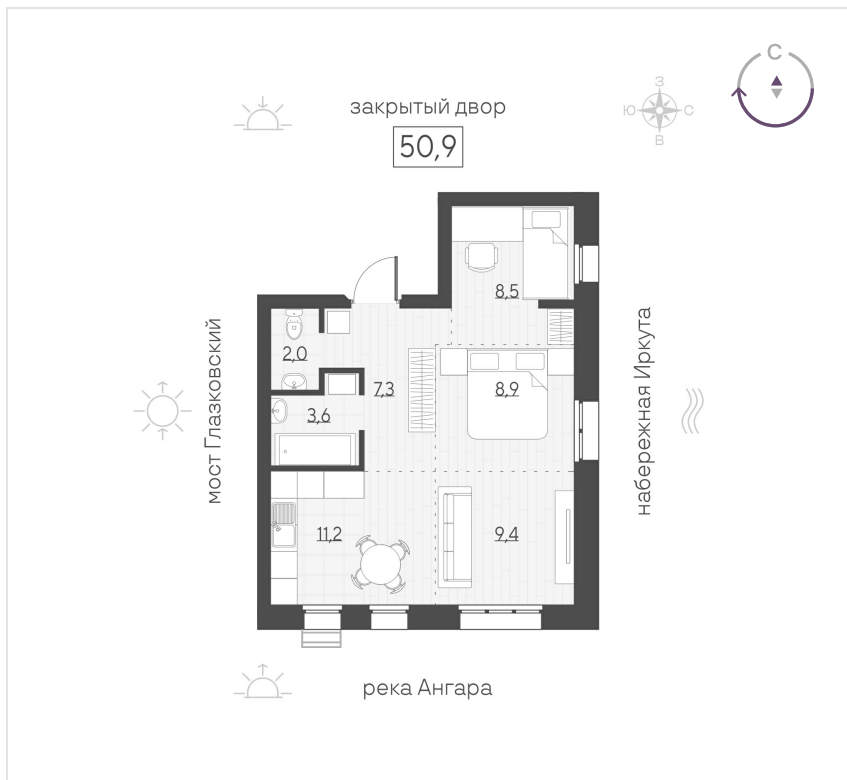 С
закрытый двор
З
Ю
С
В
50,9
8,5
2,0
7,3
8,9
3,6
11,2
9,4
мост Глазковский
набережная Иркута
река Ангара